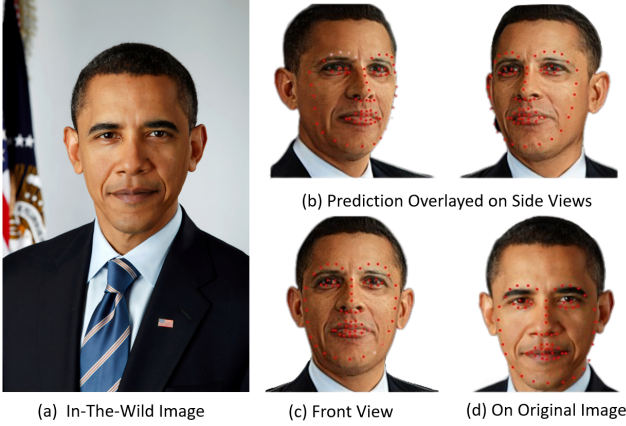 (b) Prediction Overlayed on Side Views
(a) In-The-Wild Image
(c) Front View
(d) On Original Image